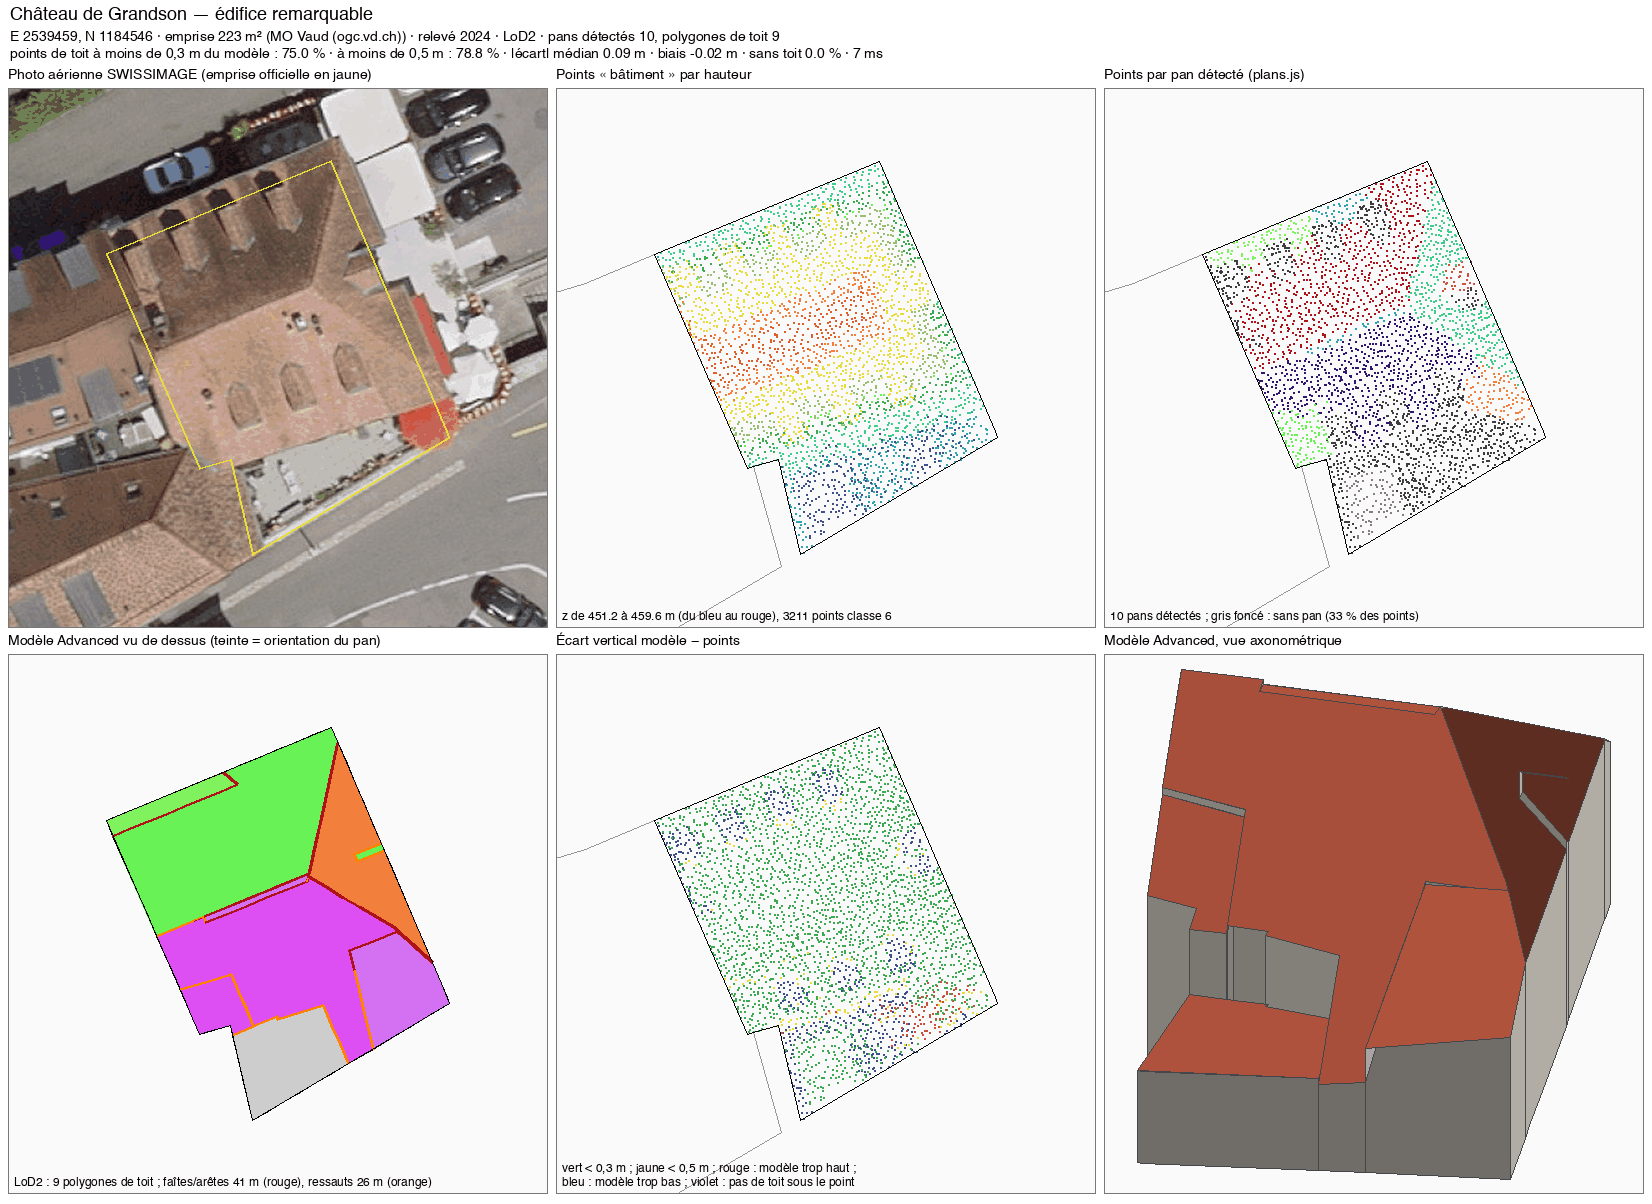 Château de Grandson — édifice remarquable
E 2539459, N 1184546 · emprise 223 m² (MO Vaud (ogc.vd.ch)) · relevé 2024 · LoD2 · pans détectés 10, polygones de toit 9
points de toit à moins de 0,3 m du modèle : 75.0 % · à moins de 0,5 m : 78.8 % · lécartl médian 0.09 m · biais -0.02 m · sans toit 0.0 % · 7 ms
Photo aérienne SWISSIMAGE (emprise officielle en jaune)
Points « bâtiment » par hauteur
Points par pan détecté (plans.js)
z de 451.2 à 459.6 m (du bleu au rouge), 3211 points classe 6
10 pans détectés ; gris foncé : sans pan (33 % des points)
Modèle Advanced vu de dessus (teinte = orientation du pan)
Écart vertical modèle − points
Modèle Advanced, vue axonométrique
LoD2 : 9 polygones de toit ; faîtes/arêtes 41 m (rouge), ressauts 26 m (orange)
vert < 0,3 m ; jaune < 0,5 m ; rouge : modèle trop haut ;
bleu : modèle trop bas ; violet : pas de toit sous le point